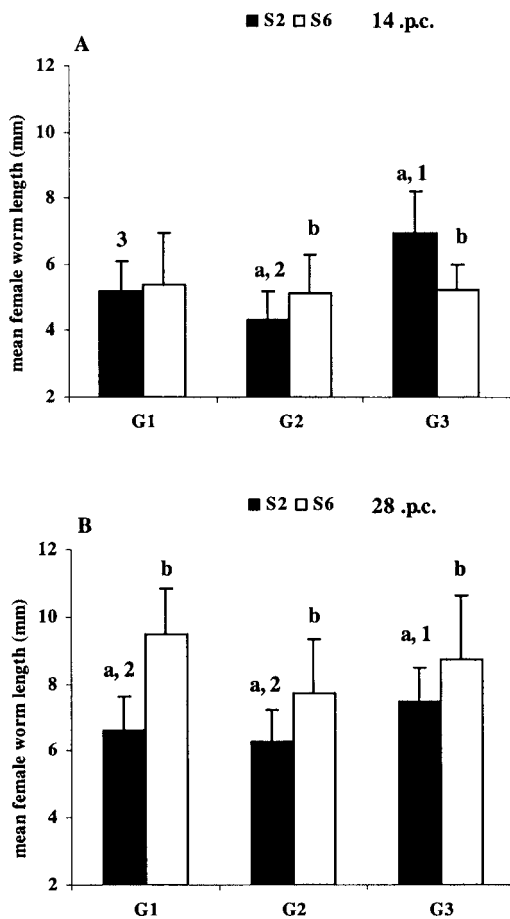 ■ S2 □ S6 14 .p.c.
A
mean female worm length (mm)
12
10
8
6
4
2
3
a, 2
b
a, 1
b
G1 G2 G3
■ S2 □ S6 28 .p.c.
B
mean female worm length (mm)
12
10
8
6
4
2
a, 2
b
a, 2
b
a, 1
b
G1 G2 G3